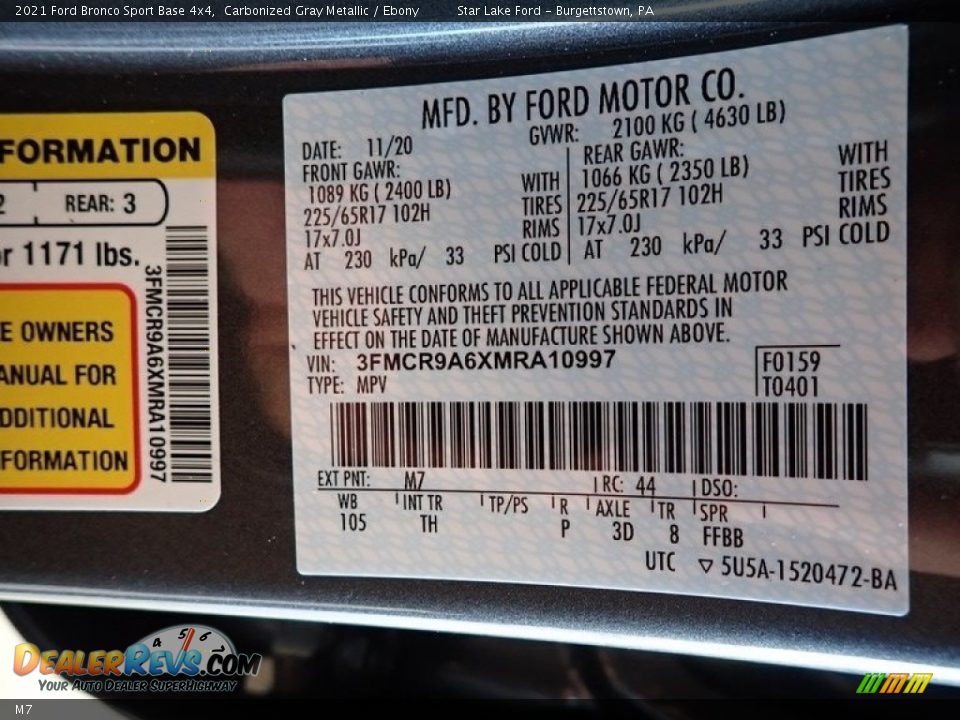 2021 Ford Bronco Sport Base 4x4, Carbonized Gray Metallic / Ebony Star Lake Ford - Burgettstown, PA
FORMATION
2 REAR: 3
or 1171 lbs.
3FMCR9A6XMRA10997
E OWNERS
ANUAL FOR
DDITIONAL
FORMATION
MFD. BY FORD MOTOR CO.
DATE: 11/20 GVWR: 2100 KG ( 4630 LB)
FRONT GAWR: REAR GAWR:
1089 KG ( 2400 LB) WITH 1066 KG ( 2350 LB) WITH
225/65R17 102H TIRES 225/65R17 102H TIRES
17x7.0J RIMS 17x7.0J RIMS
AT 230 kPa/ 33 PSI COLD AT 230 kPa/ 33 PSI COLD
THIS VEHICLE CONFORMS TO ALL APPLICABLE FEDERAL MOTOR
VEHICLE SAFETY AND THEFT PREVENTION STANDARDS IN
EFFECT ON THE DATE OF MANUFACTURE SHOWN ABOVE.
VIN: 3FMCR9A6XMRA10997 F0159
TYPE: MPV T0401
EXT PNT: M7 RC: 44 DSO:
WB INT TR TP/PS R AXLE TR SPR
105 TH P 3D 8 FFBB
UTC ▽ 5U5A-1520472-BA
4 5 6
DEALERREVS.COM
YOUR AUTO DEALER SUPERHIGHWAY
M7